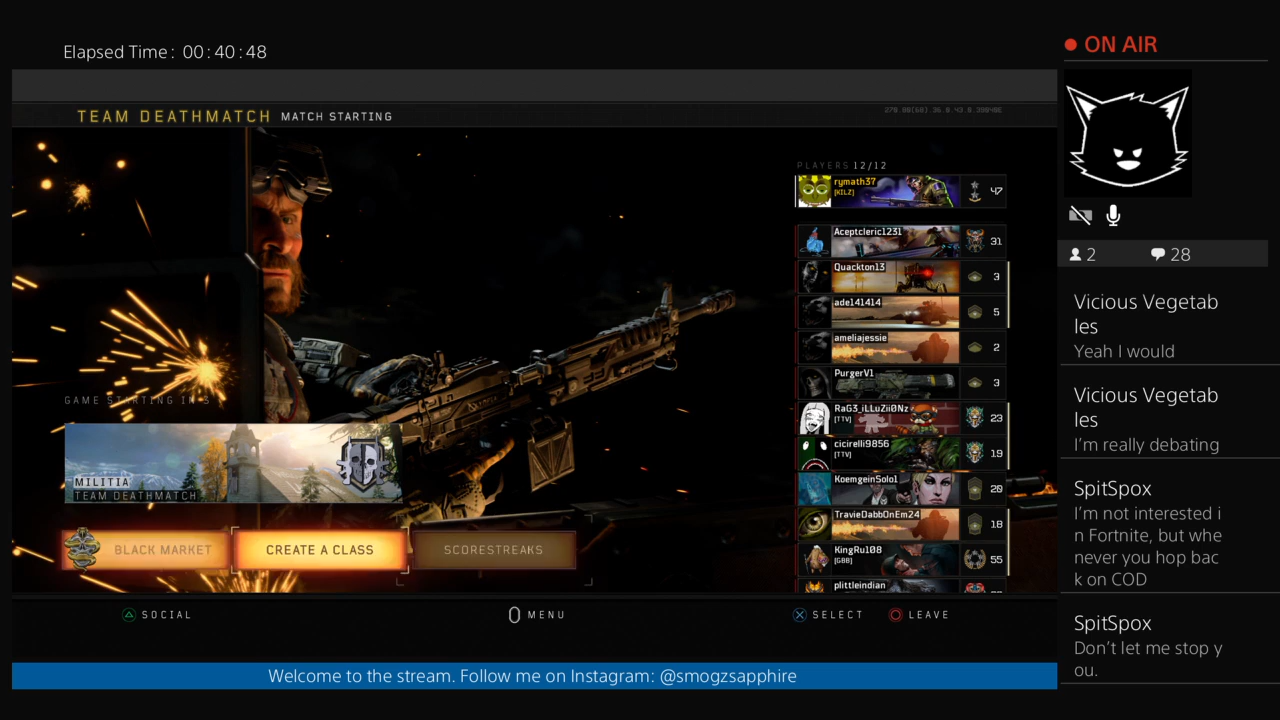 Elapsed Time: 00:40:48
ON AIR
TEAM DEATHMATCH MATCH STARTING
PLAYERS 12/12
rymath37
[KILZ]
47
Aceptcleric1231
31
Quackton13
3
ade141414
5
ameliajessie
2
PurgerV1
3
RaG3_iLLuZii0Nz
[TTV]
23
cicirelli9856
[TTV]
19
KoemgeinSolo1
20
TravieDabbOnEm24
18
KingRu108
[GBB]
55
plittleindian
GAME STARTING IN 3
MILITIA
TEAM DEATHMATCH
BLACK MARKET
CREATE A CLASS
SCORESTREAKS
SOCIAL
MENU
SELECT
LEAVE
Welcome to the stream. Follow me on Instagram: @smogzsapphire
2
28
Vicious Vegetab
les
Yeah I would
Vicious Vegetab
les
I'm really debating
SpitSpox
I'm not interested i
n Fortnite, but whe
never you hop bac
k on COD
SpitSpox
Don't let me stop y
ou.